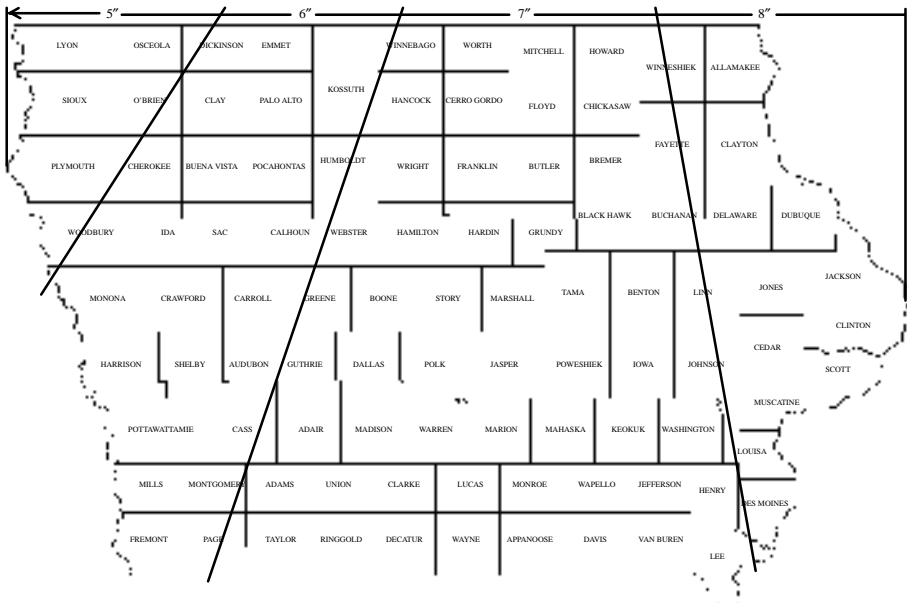 5″ 6″ 7″ 8″
LYON OSCEOLA DICKINSON EMMET WINNEBAGO WORTH MITCHELL HOWARD
WINNESHIEK ALLAMAKEE
KOSSUTH
SIOUX O'BRIEN CLAY PALO ALTO HANCOCK CERRO GORDO FLOYD CHICKASAW
FAYETTE CLAYTON
PLYMOUTH CHEROKEE BUENA VISTA POCAHONTAS HUMBOLDT WRIGHT FRANKLIN BUTLER BREMER
BLACK HAWK BUCHANAN DELAWARE DUBUQUE
WOODBURY IDA SAC CALHOUN WEBSTER HAMILTON HARDIN GRUNDY
JACKSON
MONONA CRAWFORD CARROLL GREENE BOONE STORY MARSHALL TAMA BENTON LINN JONES
CLINTON
CEDAR
HARRISON SHELBY AUDUBON GUTHRIE DALLAS POLK JASPER POWESHIEK IOWA JOHNSON SCOTT
MUSCATINE
POTTAWATTAMIE CASS ADAIR MADISON WARREN MARION MAHASKA KEOKUK WASHINGTON
LOUISA
MILLS MONTGOMERY ADAMS UNION CLARKE LUCAS MONROE WAPELLO JEFFERSON HENRY
DES MOINES
FREMONT PAGE TAYLOR RINGGOLD DECATUR WAYNE APPANOOSE DAVIS VAN BUREN
LEE